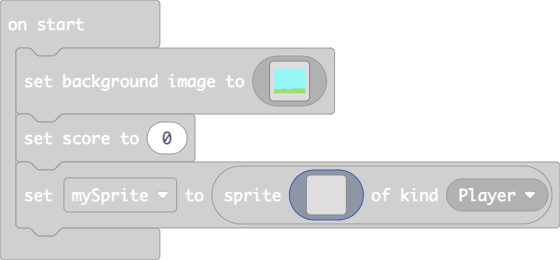 on start
set background image to
set score to 0
set mySprite to sprite of kind Player